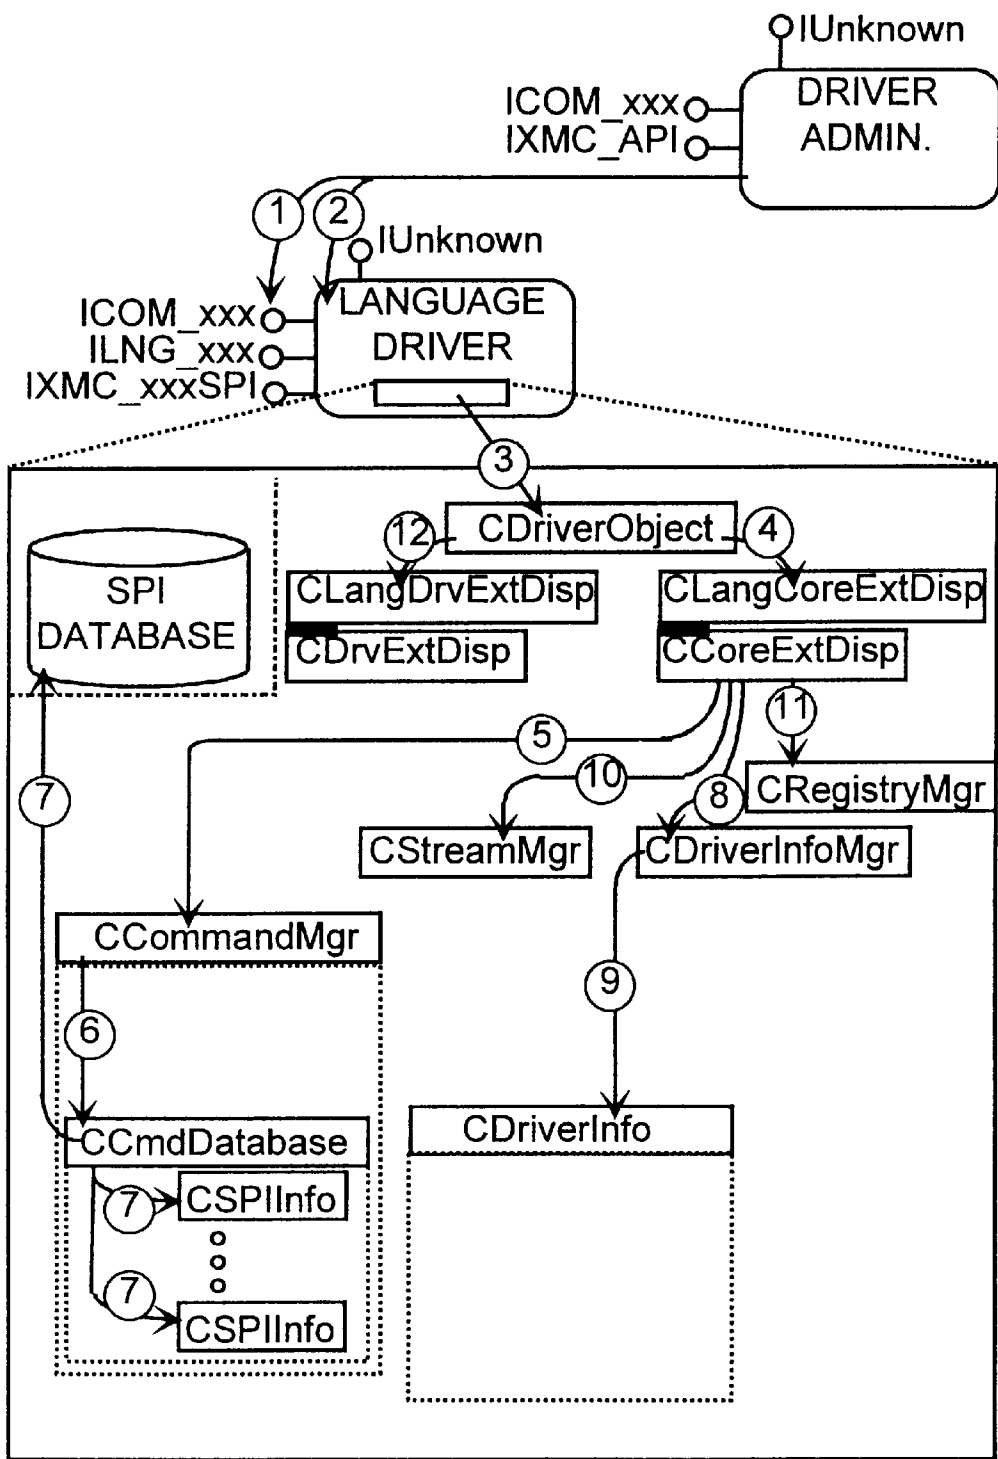 IUnknown
DRIVER
ADMIN.
ICOM_xxx
IXMC_API
1
2
IUnknown
LANGUAGE
DRIVER
ICOM_xxx
ILNG_xxx
IXMC_xxxSPI
3
CDriverObject
12
4
SPI
DATABASE
CLangDrvExtDisp
CDrvExtDisp
CLangCoreExtDisp
CCoreExtDisp
11
5
10
7
8
CRegistryMgr
CStreamMgr
CDriverInfoMgr
CCommandMgr
9
6
CCmdDatabase
CDriverInfo
7
CSPIInfo
7
CSPIInfo